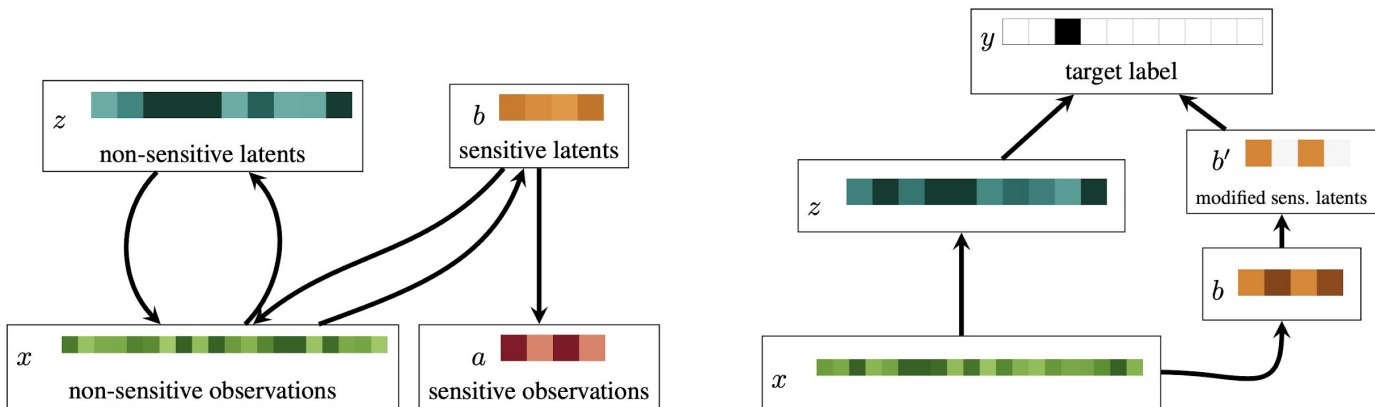 z
non-sensitive latents
b
sensitive latents
x
non-sensitive observations
a
sensitive observations
y
target label
z
b′
modified sens. latents
b
x